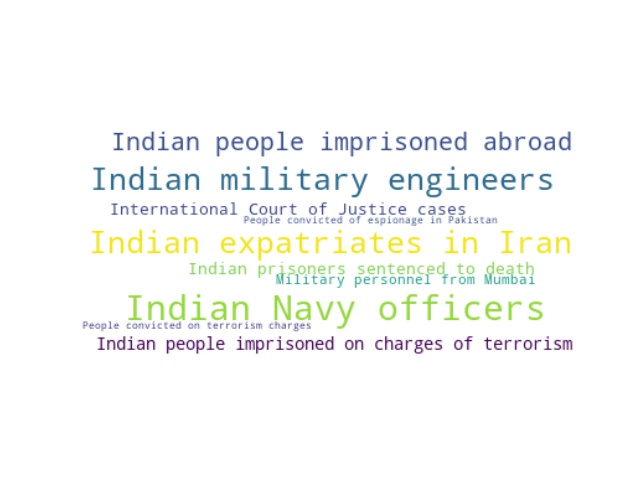 Indian people imprisoned abroad
Indian military engineers
International Court of Justice cases
People convicted of espionage in Pakistan
Indian expatriates in Iran
Indian prisoners sentenced to death
Military personnel from Mumbai
Indian Navy officers
People convicted on terrorism charges
Indian people imprisoned on charges of terrorism